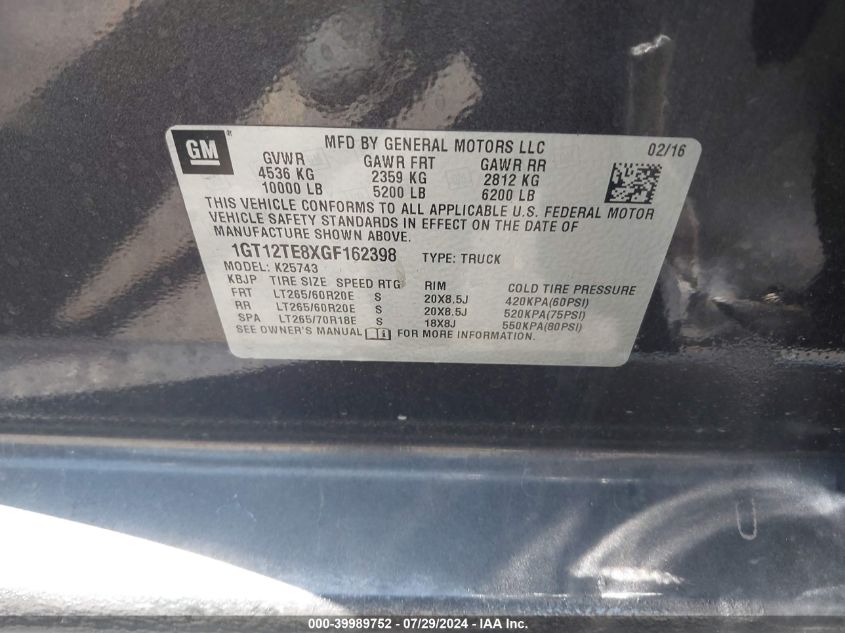 GM
MFD BY GENERAL MOTORS LLC 02/16
GVWR GAWR FRT GAWR RR
4536 KG 2359 KG 2812 KG
10000 LB 5200 LB 6200 LB
THIS VEHICLE CONFORMS TO ALL APPLICABLE U.S. FEDERAL MOTOR
VEHICLE SAFETY STANDARDS IN EFFECT ON THE DATE OF
MANUFACTURE SHOWN ABOVE.
1GT12TE8XGF162398 TYPE: TRUCK
MODEL: K25743
KBJP TIRE SIZE SPEED RTG RIM COLD TIRE PRESSURE
FRT LT265/60R20E S 20X8.5J 420KPA(60PSI)
RR LT265/60R20E S 20X8.5J 520KPA(75PSI)
SPA LT265/70R18E S 18X8J 550KPA(80PSI)
SEE OWNER'S MANUAL FOR MORE INFORMATION.
000-39989752 - 07/29/2024 - IAA Inc.